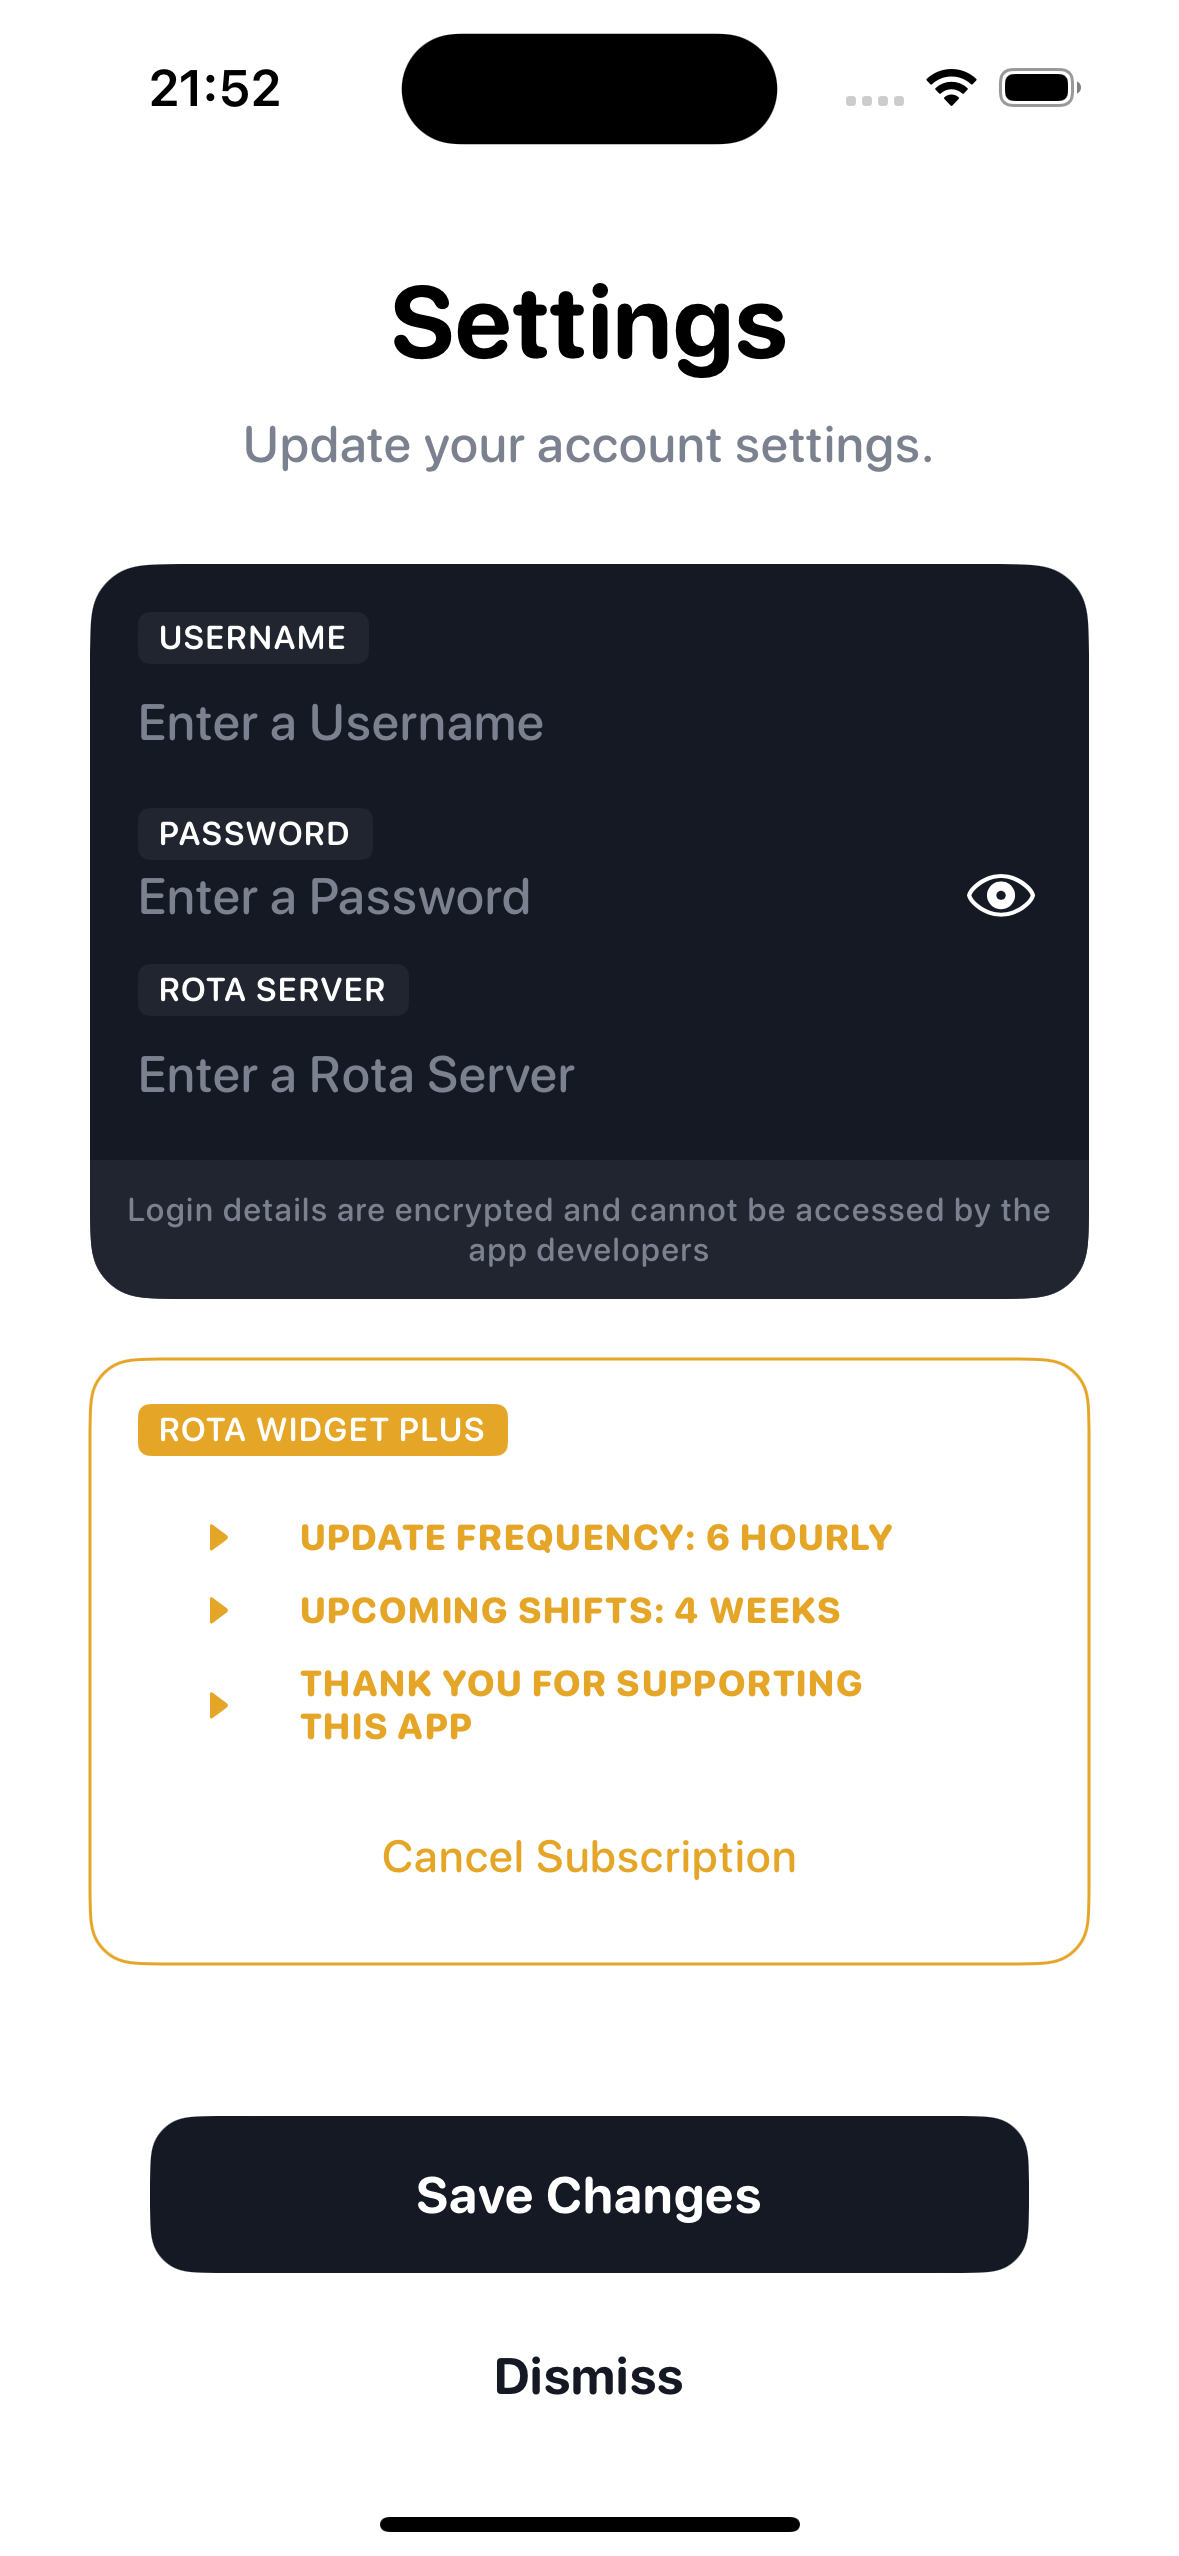 21:52
Settings
Update your account settings.
USERNAME
Enter a Username
PASSWORD
Enter a Password
ROTA SERVER
Enter a Rota Server
Login details are encrypted and cannot be accessed by the
app developers
ROTA WIDGET PLUS
UPDATE FREQUENCY: 6 HOURLY
UPCOMING SHIFTS: 4 WEEKS
THANK YOU FOR SUPPORTING
THIS APP
Cancel Subscription
Save Changes
Dismiss